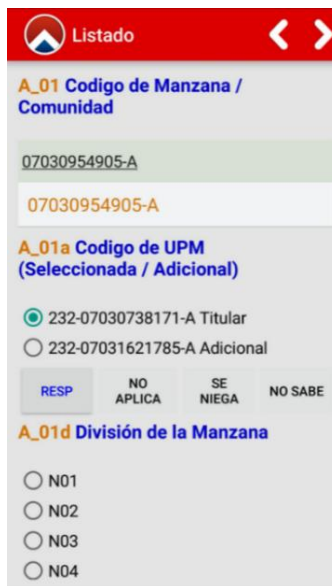 Listado
A_01 Codigo de Manzana /
Comunidad
07030954905-A
07030954905-A
A_01a Codigo de UPM
(Seleccionada / Adicional)
232-07030738171-A Titular
232-07031621785-A Adicional
RESP
NO
APLICA
SE
NIEGA
NO SABE
A_01d División de la Manzana
N01
N02
N03
N04